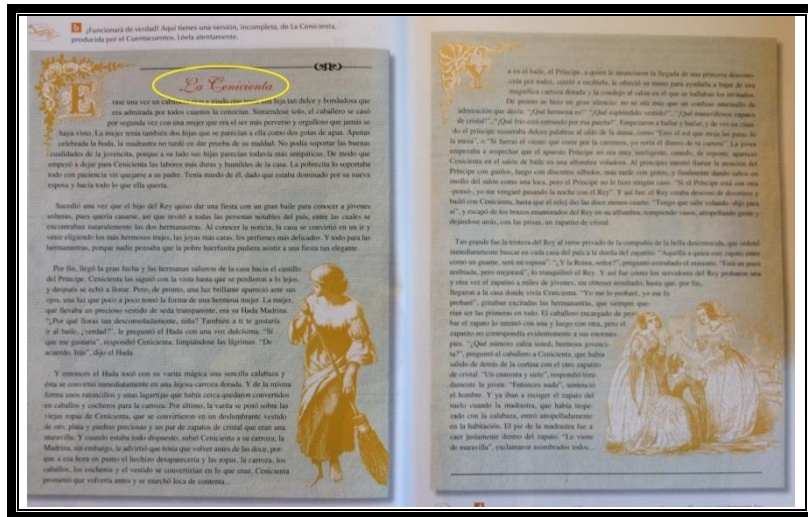 b ¡Funcionará de verdad! Aquí tienes una versión, incompleta, de La Cenicienta,
producida por el Cuentacuentos. Léela atentamente.
La Cenicienta
Erase una vez un caballero viudo que tenía una hija tan dulce y bondadosa que
era admirada por todos cuantos la conocían. Sintiéndose solo, el caballero se casó
por segunda vez con una mujer que era el ser más perverso y orgulloso que jamás se
haya visto. La mujer tenía también dos hijas que se parecían a ella como dos gotas de agua. Apenas
celebrada la boda, la madrastra no tardó en dar prueba de su maldad. No podía soportar las buenas
cualidades de la jovencita, porque a su lado sus hijas parecían todavía más antipáticas. De modo que
empezó a dejar para Cenicienta las labores más duras y humildes de la casa. La pobrecita lo soportaba
todo con paciencia sin quejarse a su padre. Tenía miedo de él, dado que estaba dominado por su nueva
esposa y hacía todo lo que ella quería.
Sucedió una vez que el hijo del Rey quiso dar una fiesta con un gran baile para conocer a jóvenes
solteras, pues quería casarse, así que invitó a todas las personas notables del país, entre las cuales se
encontraban naturalmente las dos hermanastras. Al conocer la noticia, la casa se convirtió en un ir y
venir eligiendo los más hermosos trajes, las joyas más caras, los perfumes más delicados. Y todo para las
hermanastras, porque nadie pensaba que la pobre huerfanita pudiera asistir a una fiesta tan elegante.
Por fin, llegó la gran fecha y las hermanas salieron de la casa hacia el castillo
del Príncipe. Cenicienta las siguió con la vista hasta que se perdieron a lo lejos,
y después se echó a llorar. Pero, de pronto, una luz brillante apareció ante sus
ojos, una luz que poco a poco tomó la forma de una hermosa mujer. La mujer,
que llevaba un precioso vestido de seda transparente, era su Hada Madrina.
"¿Por qué lloras tan desconsoladamente, niña? También a ti te gustaría
ir al baile, ¿verdad?", le preguntó el Hada con una voz dulcísima. "Sí
que me gustaría", respondió Cenicienta, limpiándose las lágrimas. "De
acuerdo. Irás", dijo el Hada.
Y entonces el Hada tocó con su varita mágica una sencilla calabaza y
ésta se convirtió inmediatamente en una lujosa carroza dorada. Y de la misma
forma unos ratoncillos y unas lagartijas que había cerca quedaron convertidos
en caballos y cocheros para la carroza. Por último, la varita se posó sobre las
viejas ropas de Cenicienta, que se convirtieron en un deslumbrante vestido
de oro, plata y piedras preciosas y un par de zapatos de cristal que eran una
maravilla. Y cuando estaba todo dispuesto, subió Cenicienta a su carroza; la
Madrina, sin embargo, le advirtió que tenía que volver antes de las doce, por-
que a esa hora en punto el hechizo desaparecería y las ropas, la carroza, los
caballos, los cocheros y el vestido se convertirían en lo que eran. Cenicienta
prometió que volvería antes y se marchó loca de contenta...
Ya en el baile, el Príncipe, a quien le anunciaron la llegada de una princesa descono-
cida por todos, corrió a recibirla, le ofreció su mano para ayudarla a bajar de una
magnífica carroza dorada y la condujo al salón en el que se hallaban los invitados.
De pronto se hizo un gran silencio: no se oía más que un confuso murmullo de
admiración que decía: "¡Qué hermosa es!" "¡Qué espléndido vestido!", "¡Qué maravillosos zapatos
de cristal!", "¡Qué frío está entrando por esa puerta!". Empezaron a bailar y bailar, y de vez en cuan-
do el príncipe susurraba dulces palabras al oído de la dama, como
la mesa", o "Si fueras el viento que corre por la carretera, yo sería el
empezaba a sospechar que el apuesto Príncipe no era muy inteligente, cuando, de repente, apareció
Cenicienta en el salón de baile en una alfombra voladora. Al principio intentó llamar la atención del
Príncipe con guiños, luego con discretos silbidos, más tarde con gritos, y finalmente dando saltos en
medio del salón como una loca, pero el Príncipe no le hizo ningún caso. "Si el Príncipe está con otra
-pensó-, yo me vengaré pasando la noche con el Rey". Y así fue: el Rey estaba deseoso de divertirse y
bailó con Cenicienta, hasta que el reloj dio las doce menos cuarto. "Tengo que salir volando -dijo para
sí", y escapó de los brazos enamorados del Rey en su alfombra, rompiendo vasos, atropellando gente y
dejándose atrás, con las prisas, un zapatito de cristal.
Tan grande fue la tristeza del Rey al verse privado de la compañía de la bella desconocida, que ordenó
inmediatamente buscar en cada casa del país a la dueña del zapatito. "Aquella a quien este zapato entre
como un guante, será mi esposa". "¿Y la Reina, señor?", preguntó extrañado el ministro. "Está un poco
resfriada, pero mejorará", lo tranquilizó el Rey. Y así fue como los servidores del Rey probaron una
y otra vez el zapato a miles de jóvenes, sin obtener resultado, hasta que, por fin,
llegaron a la casa donde vivía Cenicienta. "Yo me lo probaré, yo me lo
probaré", gritaban excitadas las hermanastras, que siempre que-
rían ser las primeras en todo. El caballero encargado de pro-
bar el zapato lo intentó con una y luego con otra, pero el
zapatito no correspondía evidentemente a sus enormes
pies. "¿Qué número calza usted, hermosa jovenci-
ta?", preguntó el caballero a Cenicienta, que había
salido de detrás de la cortina con el otro zapatito
de cristal. "Un cuarenta y siete", respondió tími-
damente la joven. "Entonces nada", sentenció
el hombre. Y ya iban a recoger el zapato del
suelo cuando la madrastra, que había trope-
zado con la calabaza, entró atropelladamente
en la habitación. El pie de la madrastra fue a
caer justamente dentro del zapato. "Le viene
de maravilla", exclamaron asombrados todos...